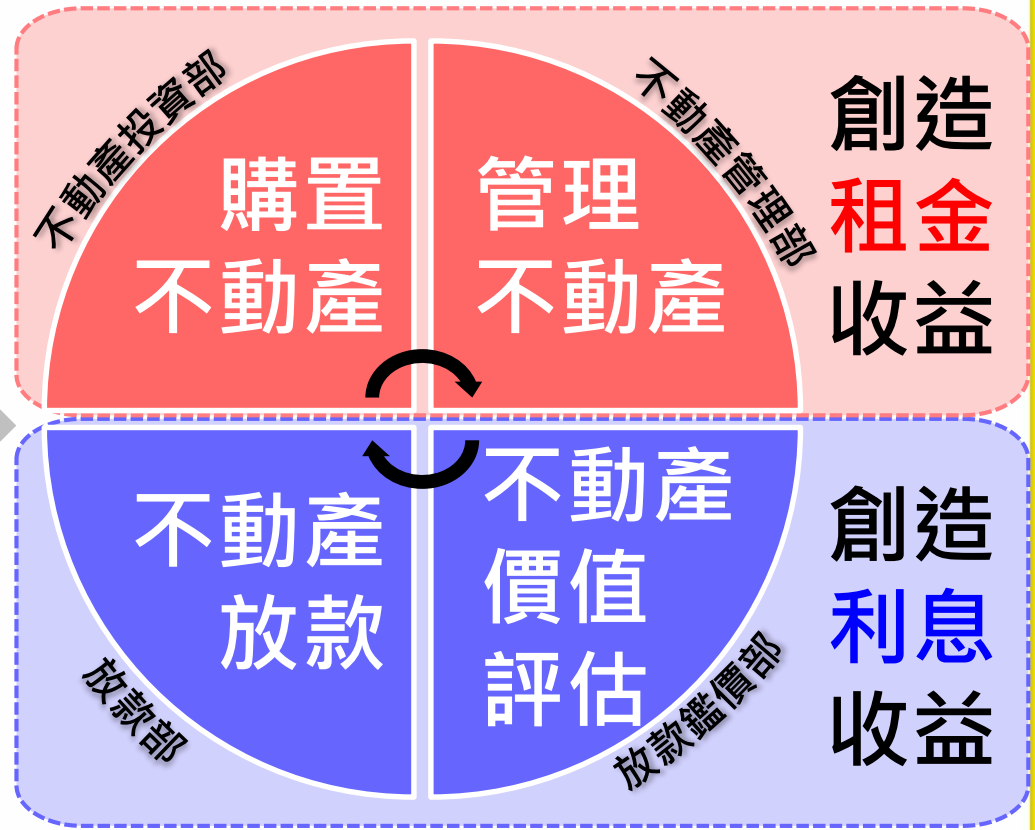 不動產投資部
購置
不動產
不動產管理部
管理
不動產
創造
租金
收益
放款部
不動產
放款
放款鑑價部
不動產
價值
評估
創造
利息
收益